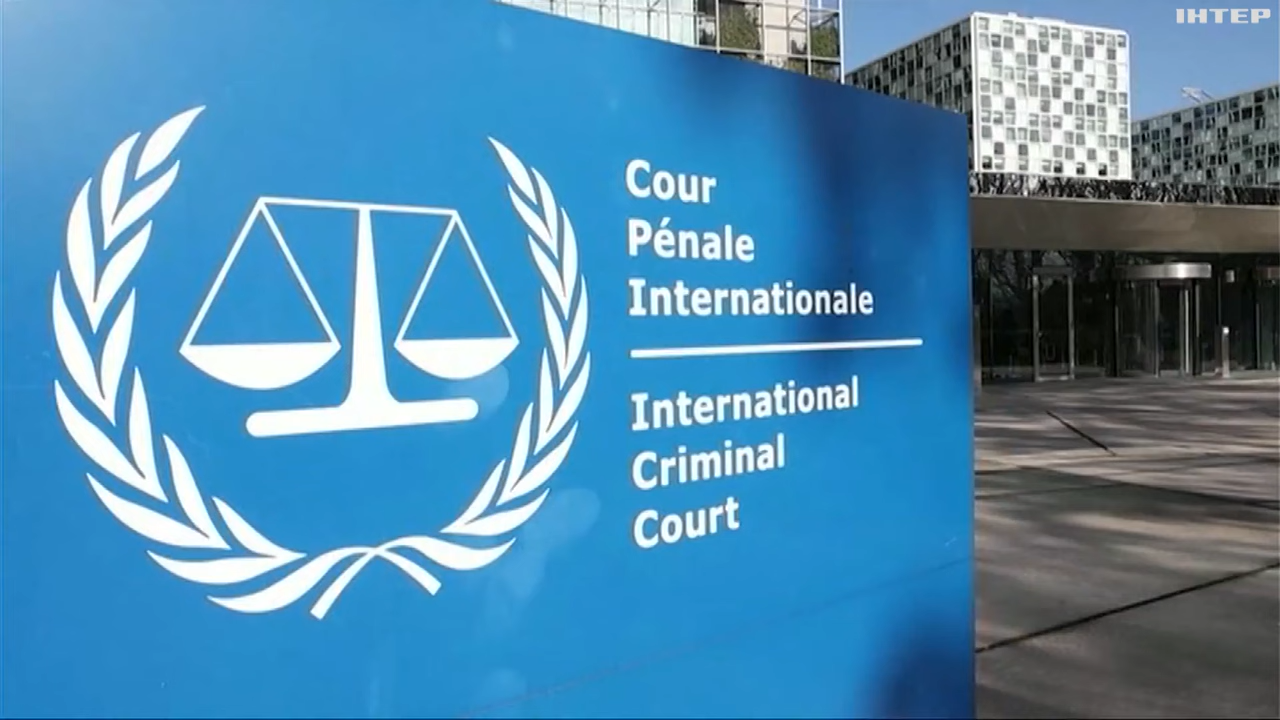 ІНТЕР
Cour
Pénale
Internationale
International
Criminal
Court